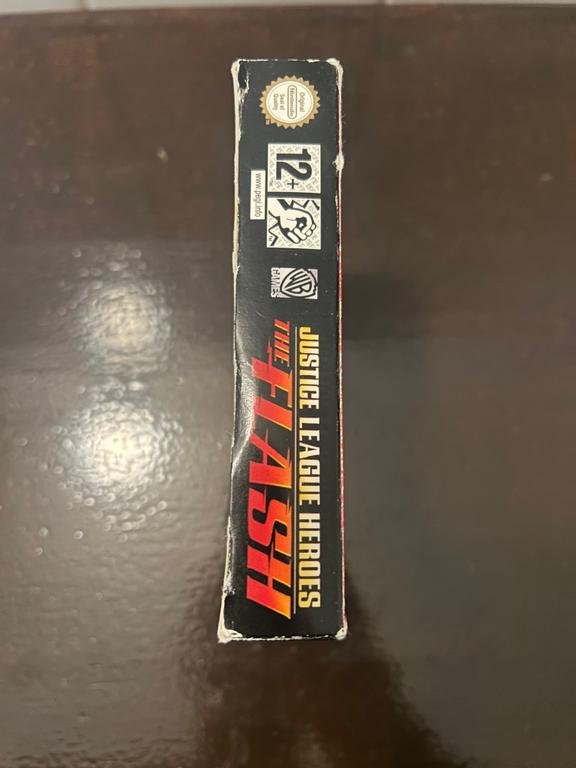 Original
Nintendo
Seal of
Quality
12+
www.pegi.info
WB
GAMES
JUSTICE LEAGUE HEROES
THE FLASH